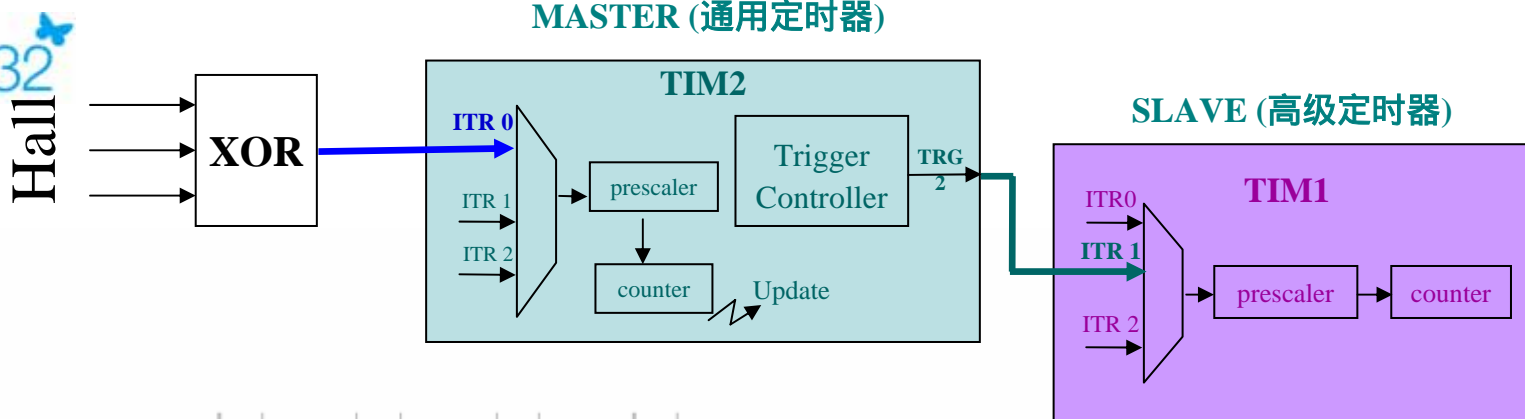 MASTER (通用定时器)
32
Hall
XOR
TIM2
ITR 0
ITR 1
ITR 2
prescaler
counter
Update
Trigger
Controller
TRG
2
SLAVE (高级定时器)
TIM1
ITR0
ITR 1
ITR 2
prescaler
counter